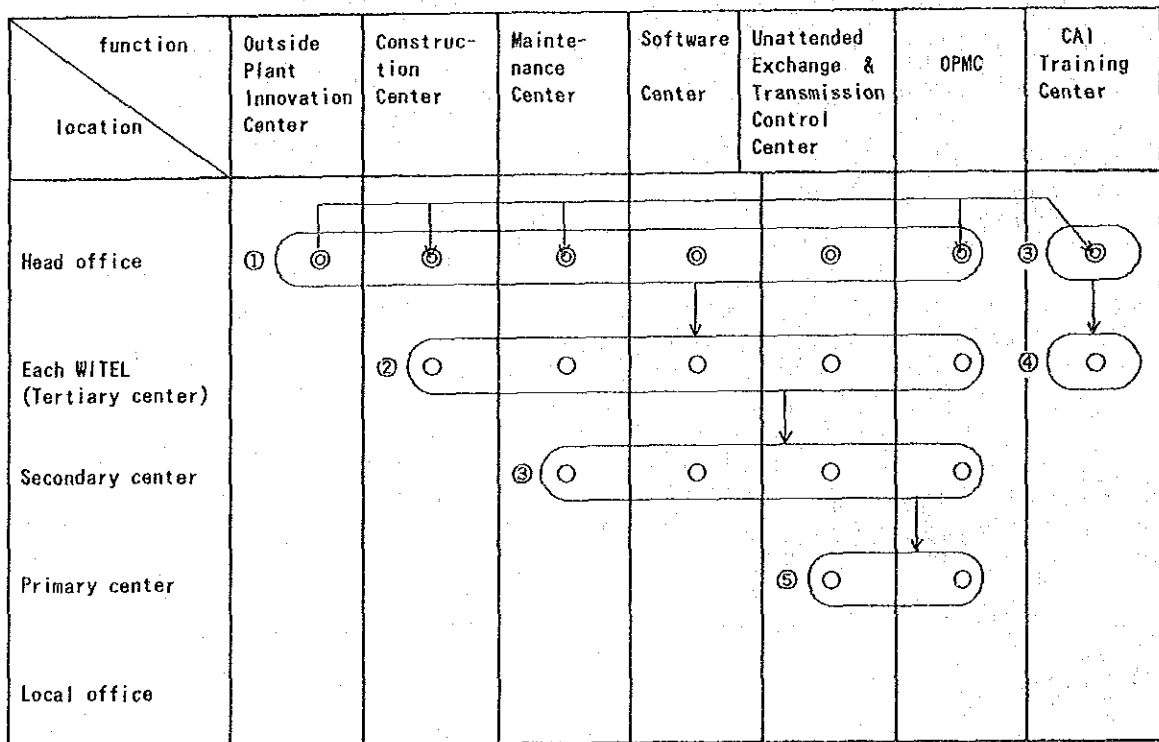 function
location
Outside
Plant
Innovation
Center
Construc-
tion
Center
Mainte-
nance
Center
Software
Center
Unattended
Exchange &
Transmission
Control
Center
OPMC
CAI
Training
Center
Head office ① ◎ ◎ ◎ ◎ ◎ ◎ ③ ◎
Each WITEL
(Tertiary center)
② ○ ○ ○ ○ ○ ④ ○
Secondary center ③ ○ ○ ○ ○
Primary center ⑤ ○ ○
Local office